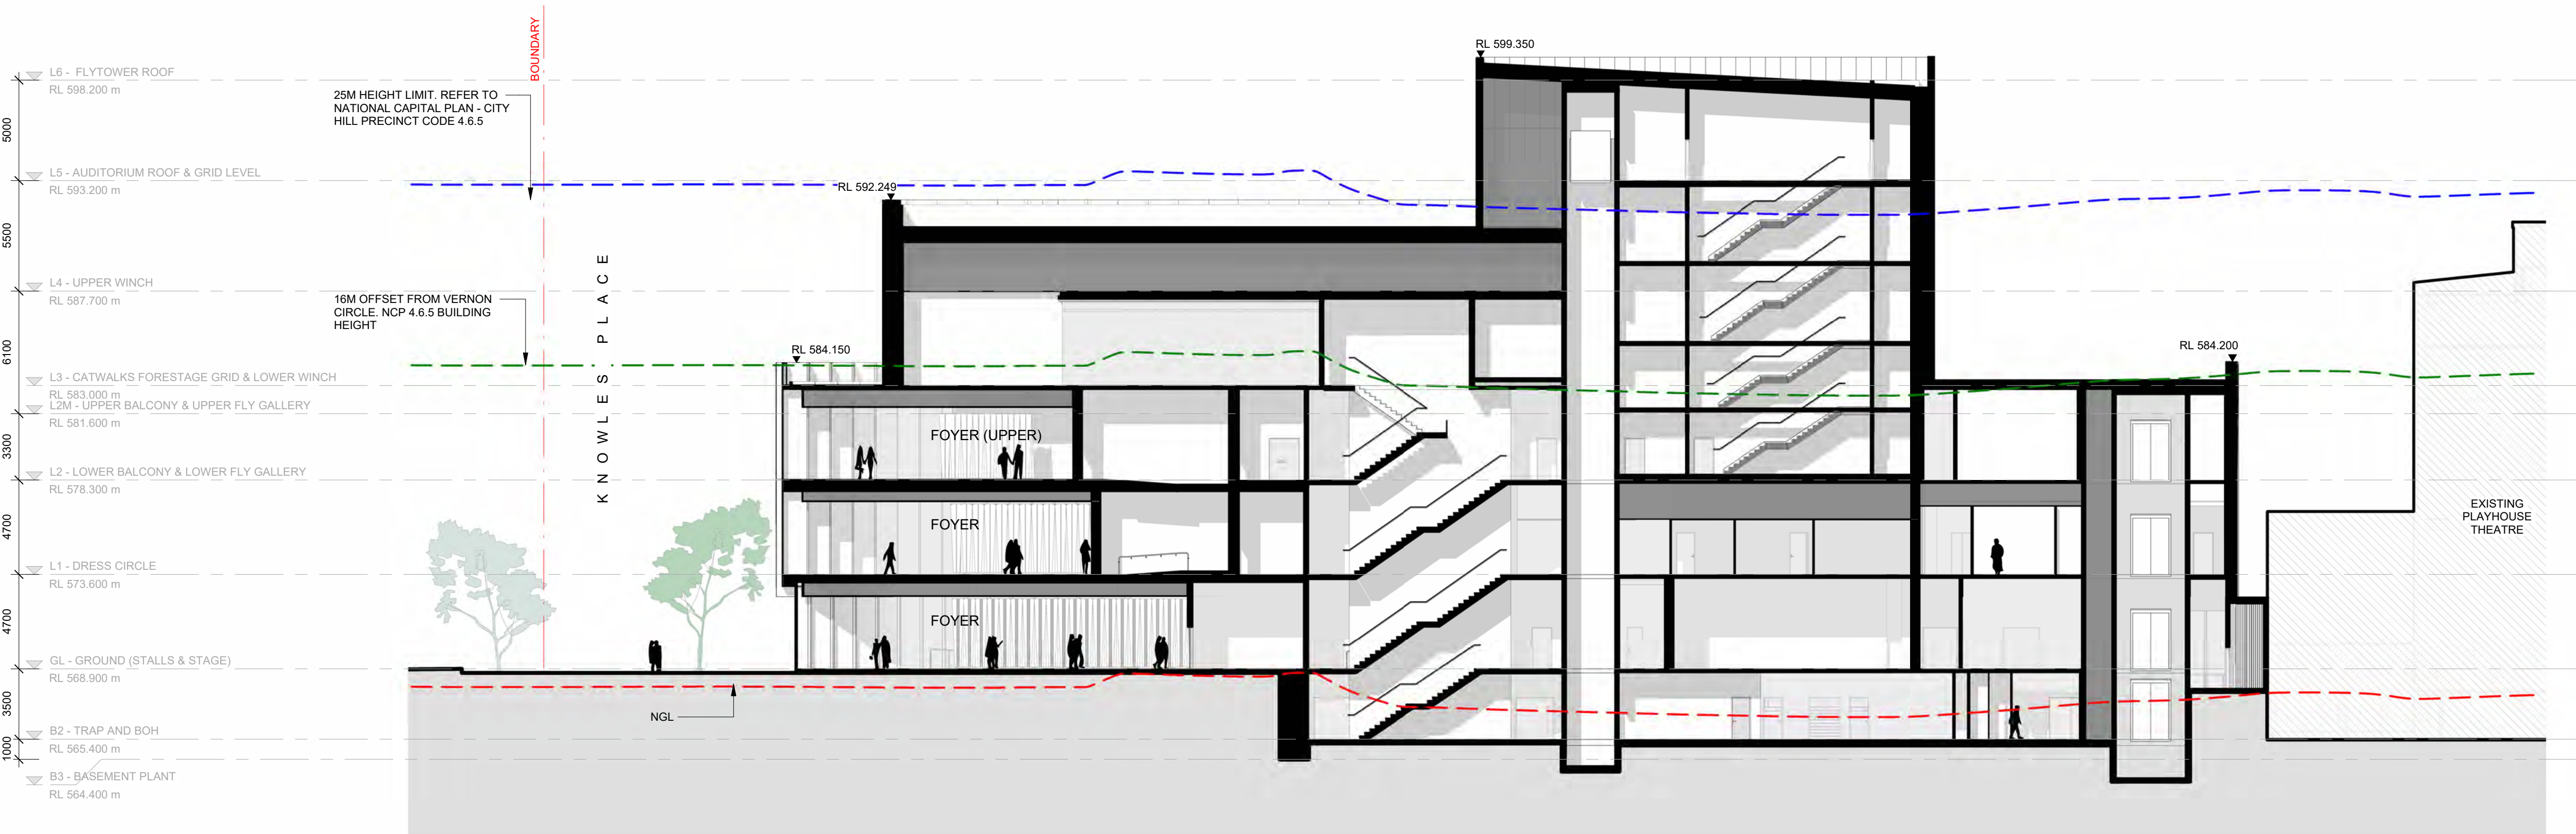 L6 - FLYTOWER ROOF
RL 598.200 m
5000
L5 - AUDITORIUM ROOF & GRID LEVEL
RL 593.200 m
5500
L4 - UPPER WINCH
RL 587.700 m
6100
L3 - CATWALKS FORESTAGE GRID & LOWER WINCH
RL 583.000 m
L2M - UPPER BALCONY & UPPER FLY GALLERY
RL 581.600 m
3300
L2 - LOWER BALCONY & LOWER FLY GALLERY
RL 578.300 m
4700
L1 - DRESS CIRCLE
RL 573.600 m
4700
GL - GROUND (STALLS & STAGE)
RL 568.900 m
3500
B2 - TRAP AND BOH
RL 565.400 m
1000
B3 - BASEMENT PLANT
RL 564.400 m
BOUNDARY
25M HEIGHT LIMIT. REFER TO
NATIONAL CAPITAL PLAN - CITY
HILL PRECINCT CODE 4.6.5
16M OFFSET FROM VERNON
CIRCLE. NCP 4.6.5 BUILDING
HEIGHT
KNOWLES PLACE
NGL
RL 592.249
RL 584.150
FOYER (UPPER)
FOYER
FOYER
RL 599.350
RL 584.200
EXISTING
PLAYHOUSE
THEATRE